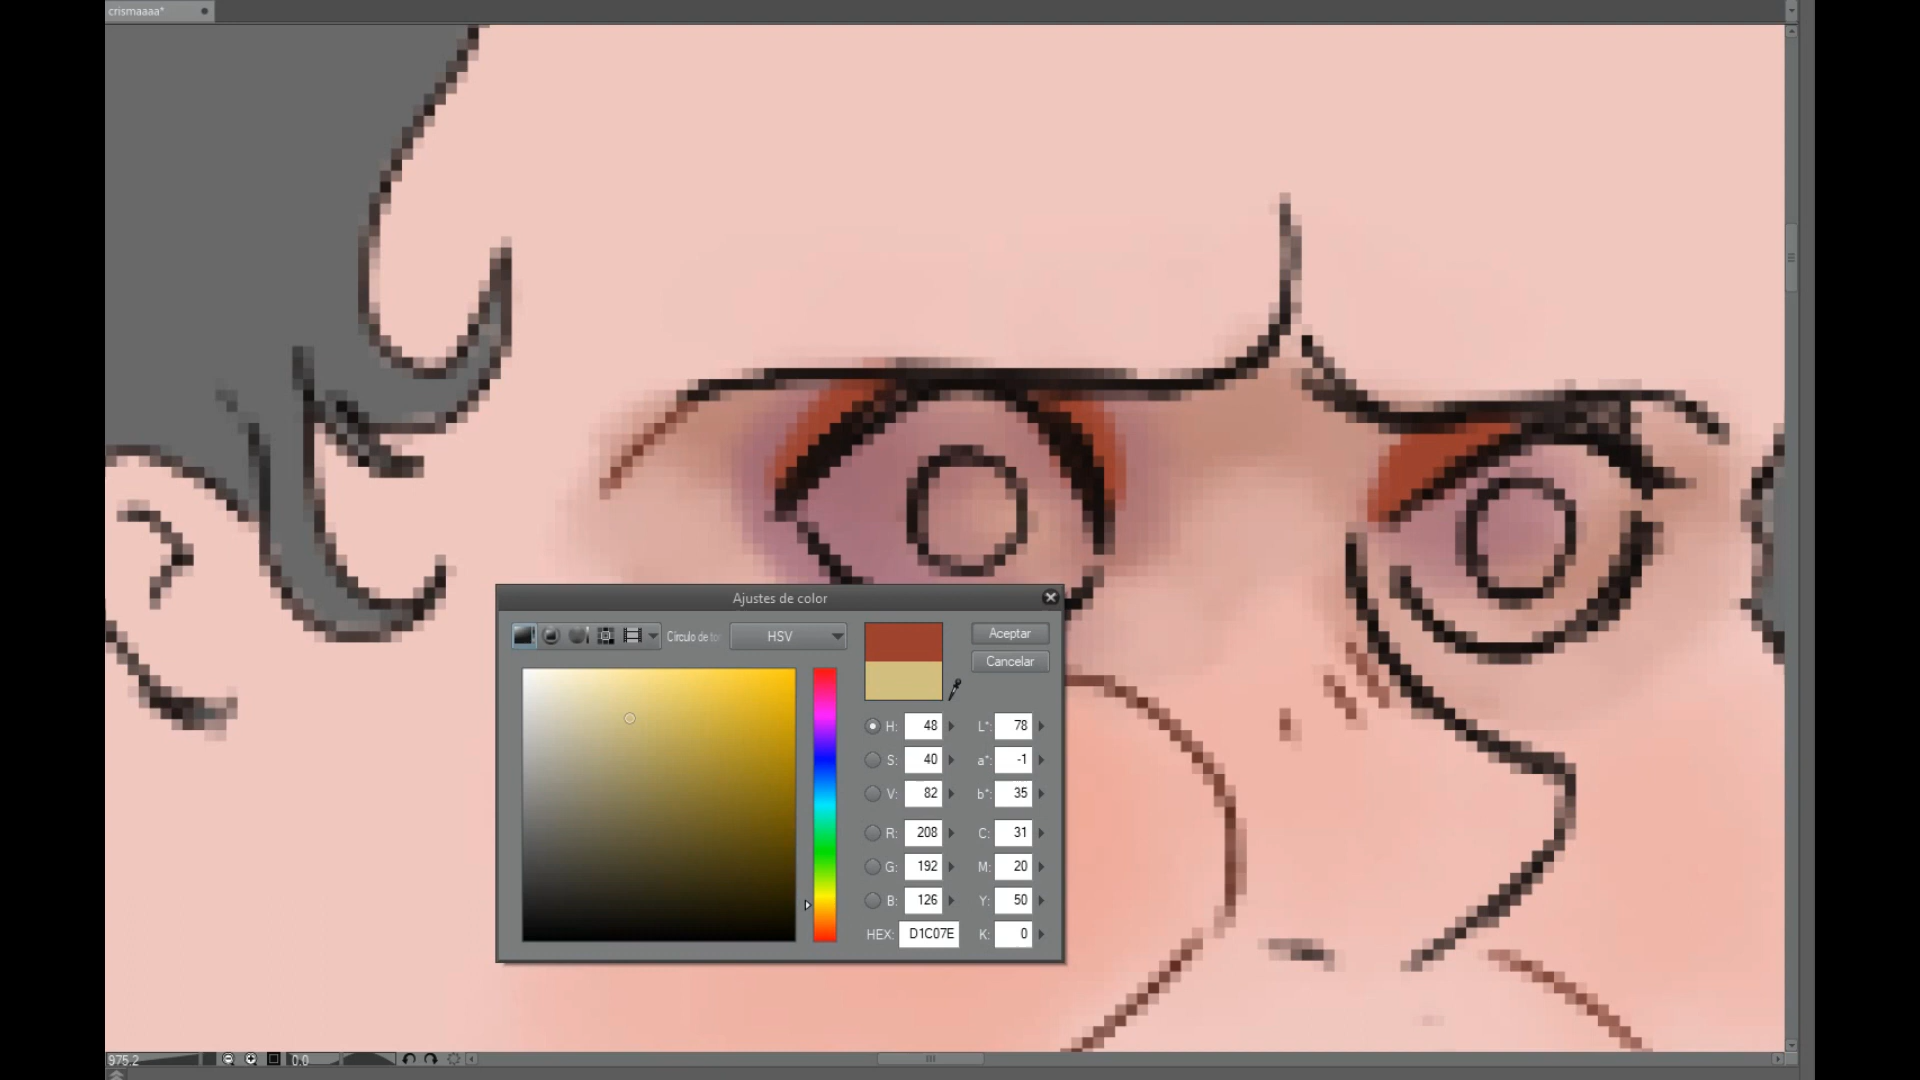 crismaaaa*
Ajustes de color
Círculo de to
HSV
Aceptar
Cancelar
H: 48 L*: 78
S: 40 a*: -1
V: 82 b*: 35
R: 208 C: 31
G: 192 M: 20
B: 126 Y: 50
HEX: D1C07E K: 0
975.2
0.0